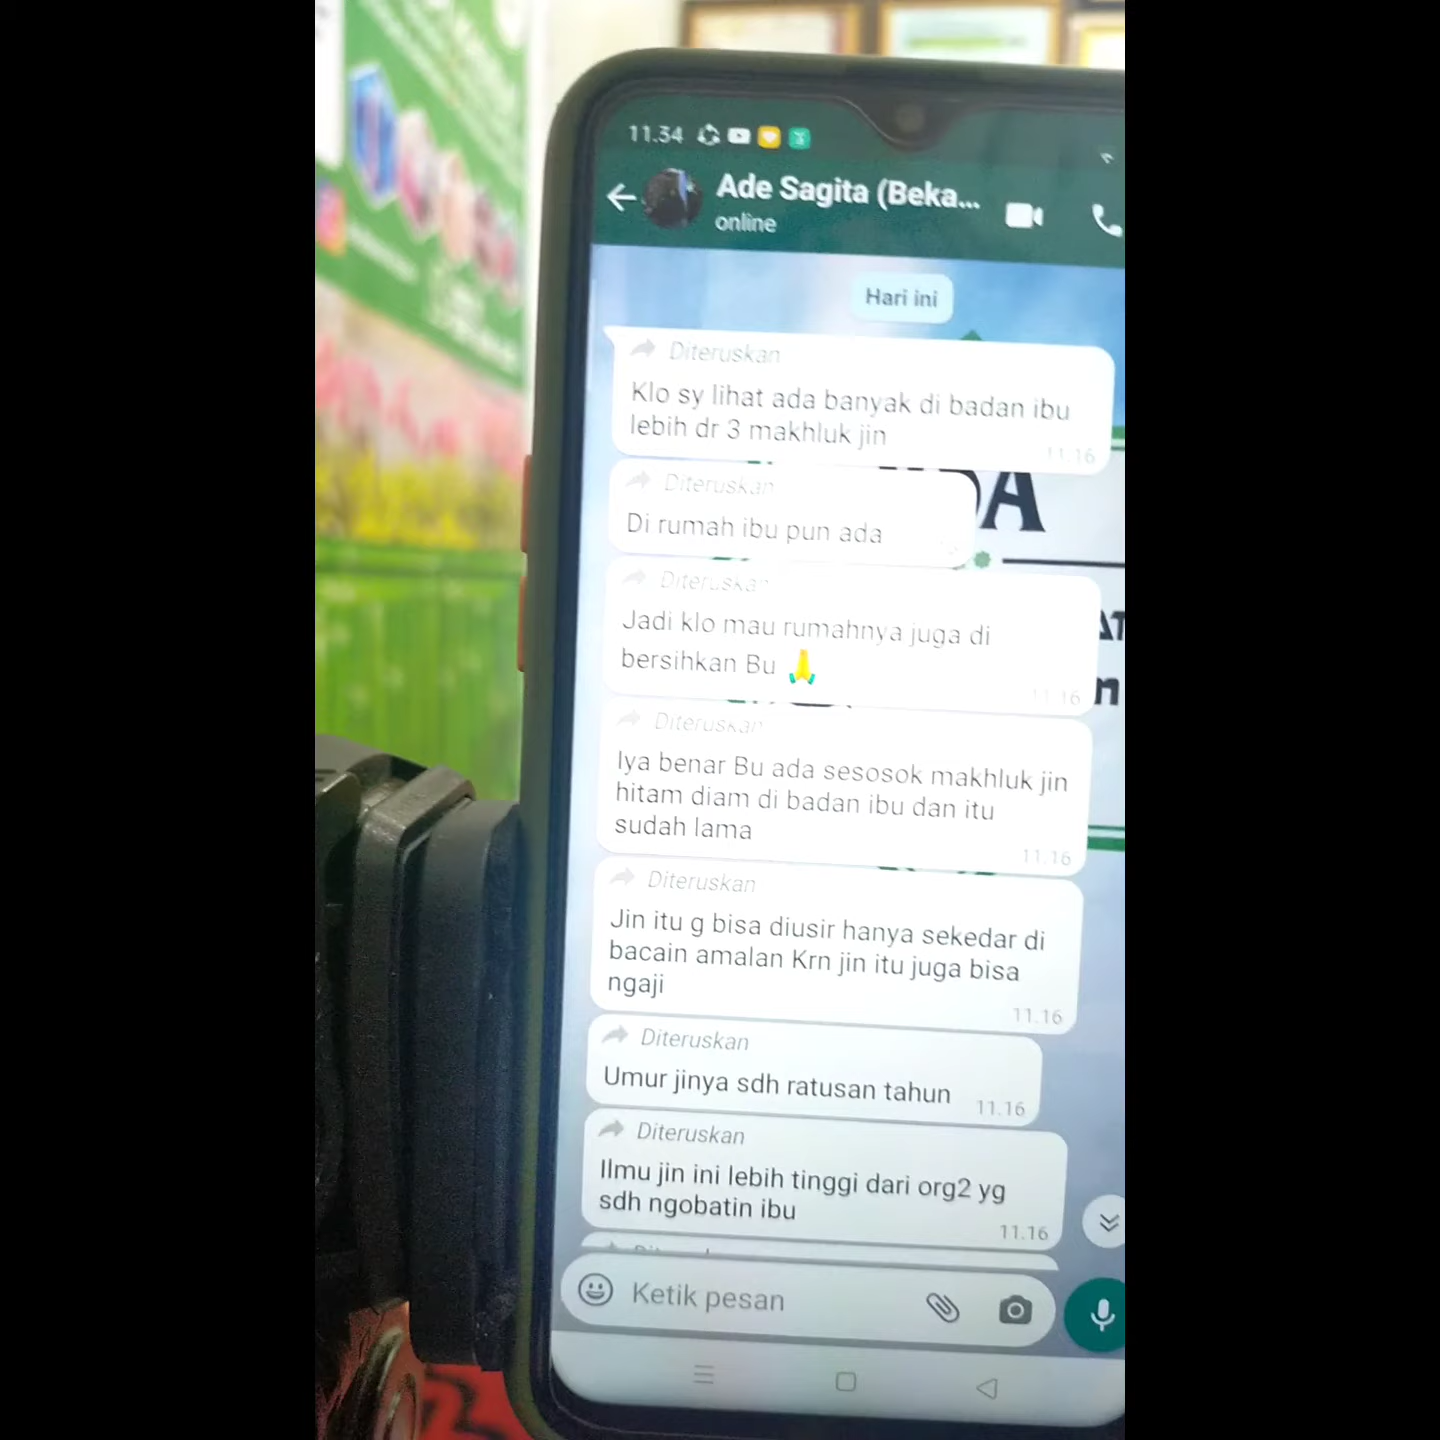 11.34
Ade Sagita (Beka...
online
Hari ini
Diteruskan
Klo sy lihat ada banyak di badan ibu
lebih dr 3 makhluk jin
11.16
Diteruskan
Di rumah ibu pun ada
Diteruskan
Jadi klo mau rumahnya juga di
bersihkan Bu 🙏
11.16
Diteruskan
Iya benar Bu ada sesosok makhluk jin
hitam diam di badan ibu dan itu
sudah lama
11.16
Diteruskan
Jin itu g bisa diusir hanya sekedar di
bacain amalan Krn jin itu juga bisa
ngaji
11.16
Diteruskan
Umur jinya sdh ratusan tahun
11.16
Diteruskan
Ilmu jin ini lebih tinggi dari org2 yg
sdh ngobatin ibu
11.16
Ketik pesan